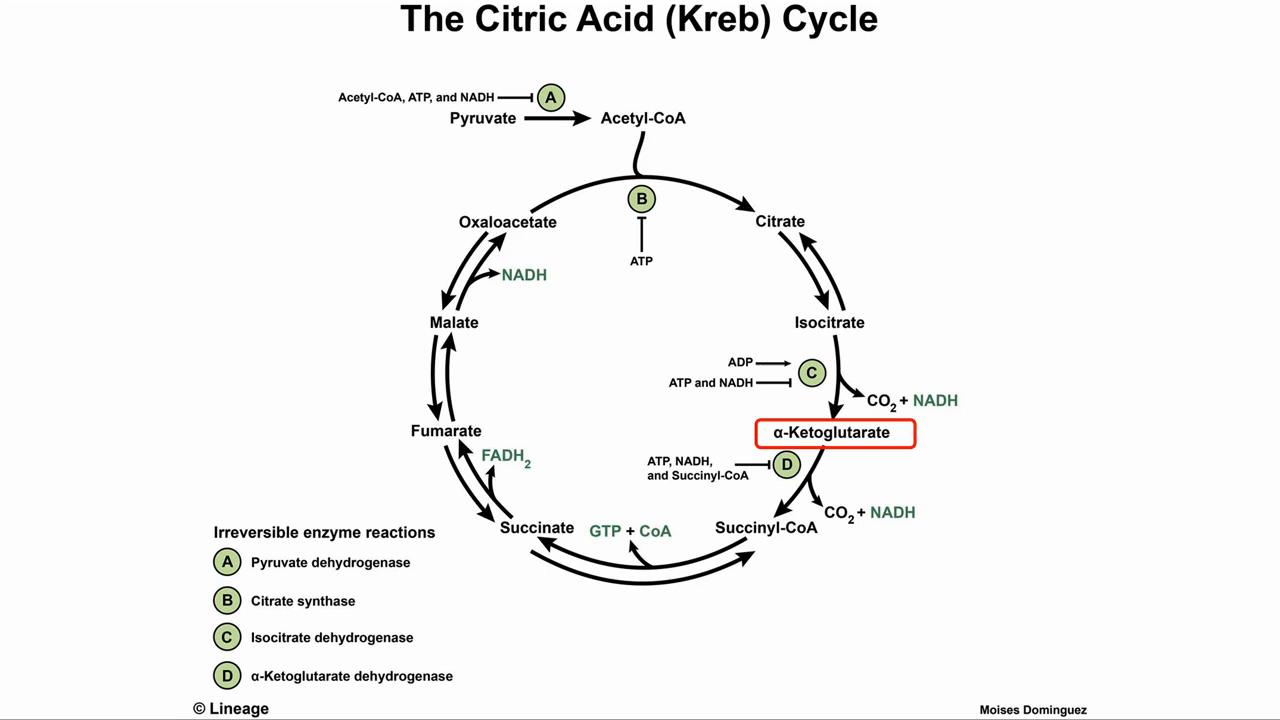 The Citric Acid (Kreb) Cycle
Acetyl-CoA, ATP, and NADH
A
Pyruvate
Acetyl-CoA
B
Oxaloacetate
Citrate
ATP
NADH
Malate
Isocitrate
ADP
C
ATP and NADH
CO₂ + NADH
Fumarate
α-Ketoglutarate
FADH₂
ATP, NADH,
and Succinyl-CoA
D
CO₂ + NADH
Succinate
GTP + CoA
Succinyl-CoA
Irreversible enzyme reactions
A Pyruvate dehydrogenase
B Citrate synthase
C Isocitrate dehydrogenase
D α-Ketoglutarate dehydrogenase
© Lineage
Moises Dominguez